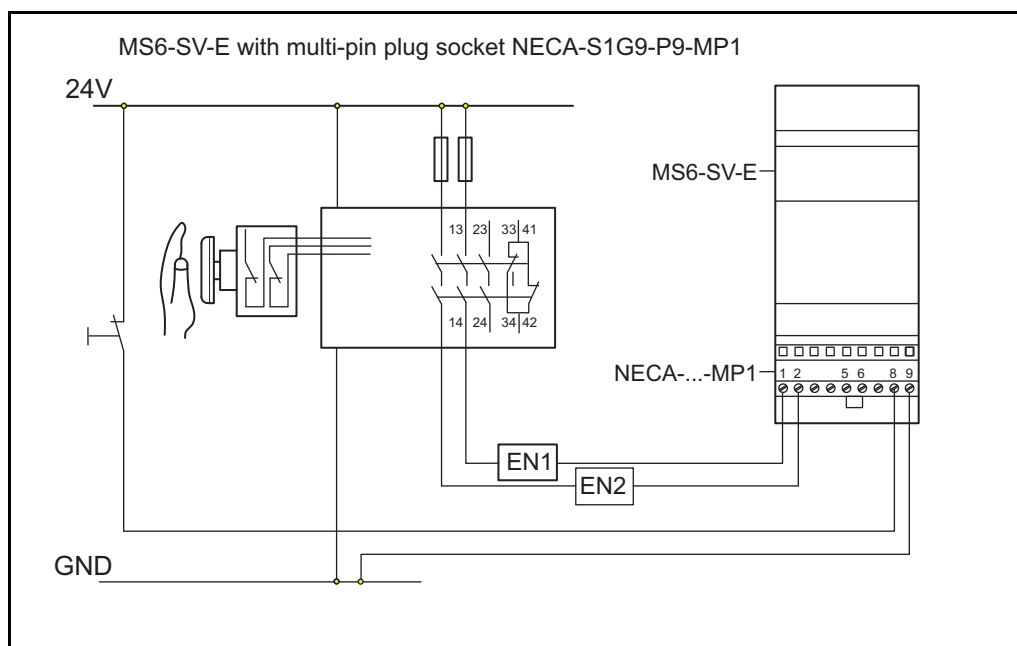 MS6-SV-E with multi-pin plug socket NECA-S1G9-P9-MP1
24V
MS6-SV-E
13 23 33 41
14 24 34 42
NECA-...-MP1
1 2 5 6 8 9
EN1
EN2
GND